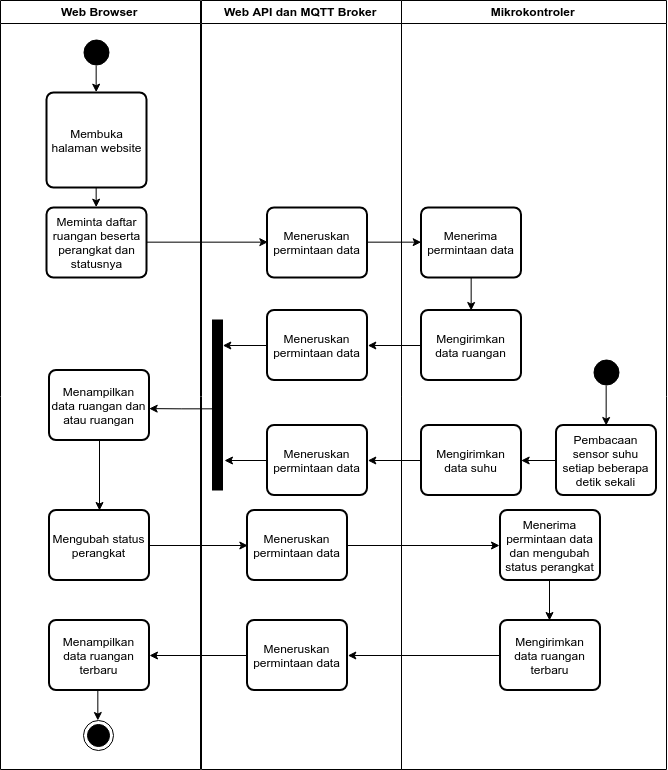 Web Browser
Web API dan MQTT Broker
Mikrokontroler
Membuka
halaman website
Meminta daftar
ruangan beserta
perangkat dan
statusnya
Meneruskan
permintaan data
Menerima
permintaan data
Meneruskan
permintaan data
Mengirimkan
data ruangan
Menampilkan
data ruangan dan
atau ruangan
Meneruskan
permintaan data
Mengirimkan
data suhu
Pembacaan
sensor suhu
setiap beberapa
detik sekali
Mengubah status
perangkat
Meneruskan
permintaan data
Menerima
permintaan data
dan mengubah
status perangkat
Menampilkan
data ruangan
terbaru
Meneruskan
permintaan data
Mengirimkan
data ruangan
terbaru